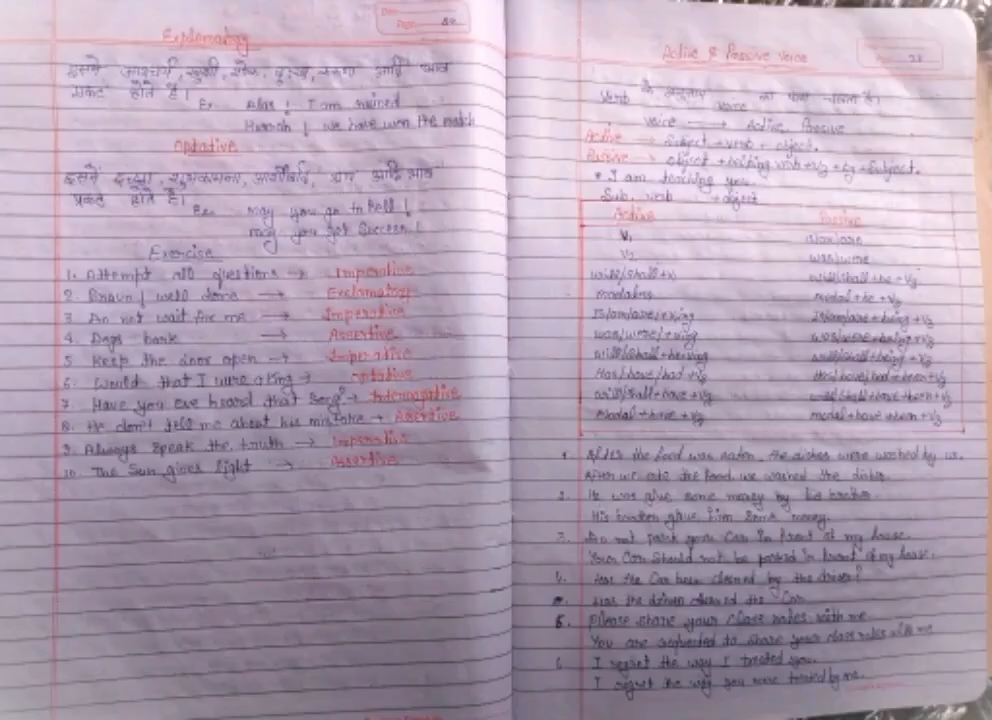 Date
Page 20
Explamatory
इसमें आश्चर्य, खुशी, शोक, दुःख, करुणा आदि भाव
प्रकट होते हैं।
Ex. Alas! I am ruined
Hurrah! we have won the match
Optative
इसमें इच्छा, शुभकामना, आशीर्वाद, श्राप आदि भाव
प्रकट होते हैं।
Ex. may you go to hell!
may you get Success!
Exercise
1. Attempt all questions → Imperative
2. Bravo! well done → Exclamatory
3. Do not wait for me → Imperative
4. Dogs bark → Assertive
5. Keep the door open → Imperative
6. Would that I were a king → optative
7. Have you eve heard that → Interrogative
8. He don't tell me about his mistake → Assertive
9. Always speak the truth → Imperative
10. The Sun gives light → Assertive
21
Active & Passive voice
Verb के अनुसार voice का चलता है।
voice → Active, Passive
Active → Subject + verb + object.
Passive → object + helping verb + V3 + by + Subject.
* I am teaching you.
Sub verb + object
Active Passive
V1 is/am/are
V2 was/were
will/shall + V1 will/shall + be + V3
modal + be + V3
is/am/are + V ing is/am/are + being + V3
was/were + V ing was/were + being + V3
will/shall + be + V ing will/shall + being + V3
Has/have/had + V3 Has/have/had + been + V3
will/shall + have + V3 will/shall + have + been + V3
modal + have + V3 modal + have + been + V3
1. After the food was eaten, the dishes were washed by us.
After we ate the food, we washed the dishes.
2. He was give some money by his brother.
His brother gave him some money.
3. Do not park your Car in front of my house.
Your Car should not be parked in front of my house.
4. Has the Car been cleaned by the driver?
Has the driver cleaned the Car
5. Please share your class notes with me
You are requested to share your class notes with me
6. I regret the way I treated you.
I regret the way you were treated by me.